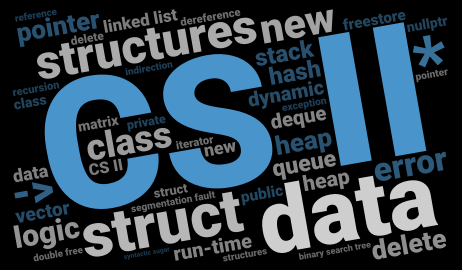 reference
pointer
linked list
dereference
delete
structures
new
freestore
nullptr
*
pointer
indirection
stack
hash
dynamic
exception
recursion
class
CS II
matrix
private
class
iterator
new
CS II
deque
heap
queue
heap
error
data
->
vector
struct
segmentation fault
public
data
logic
struct
double free
syntactic sugar
run-time
structures
binary search tree
delete